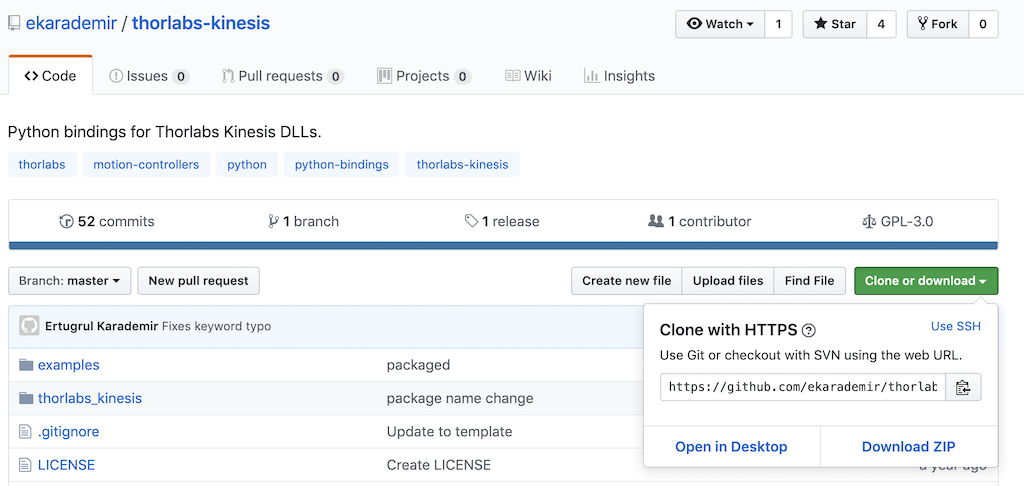 ekarademir / thorlabs-kinesis
Watch 1 Star 4 Fork 0
Code Issues 0 Pull requests 0 Projects 0 Wiki Insights
Python bindings for Thorlabs Kinesis DLLs.
thorlabs motion-controllers python python-bindings thorlabs-kinesis
52 commits 1 branch 1 release 1 contributor GPL-3.0
Branch: master New pull request Create new file Upload files Find File Clone or download
Ertugrul Karademir Fixes keyword typo
Clone with HTTPS ? Use SSH
Use Git or checkout with SVN using the web URL.
https://github.com/ekarademir/thorlab
Open in Desktop Download ZIP
examples packaged
thorlabs_kinesis package name change
.gitignore Update to template
LICENSE Create LICENSE a year ago